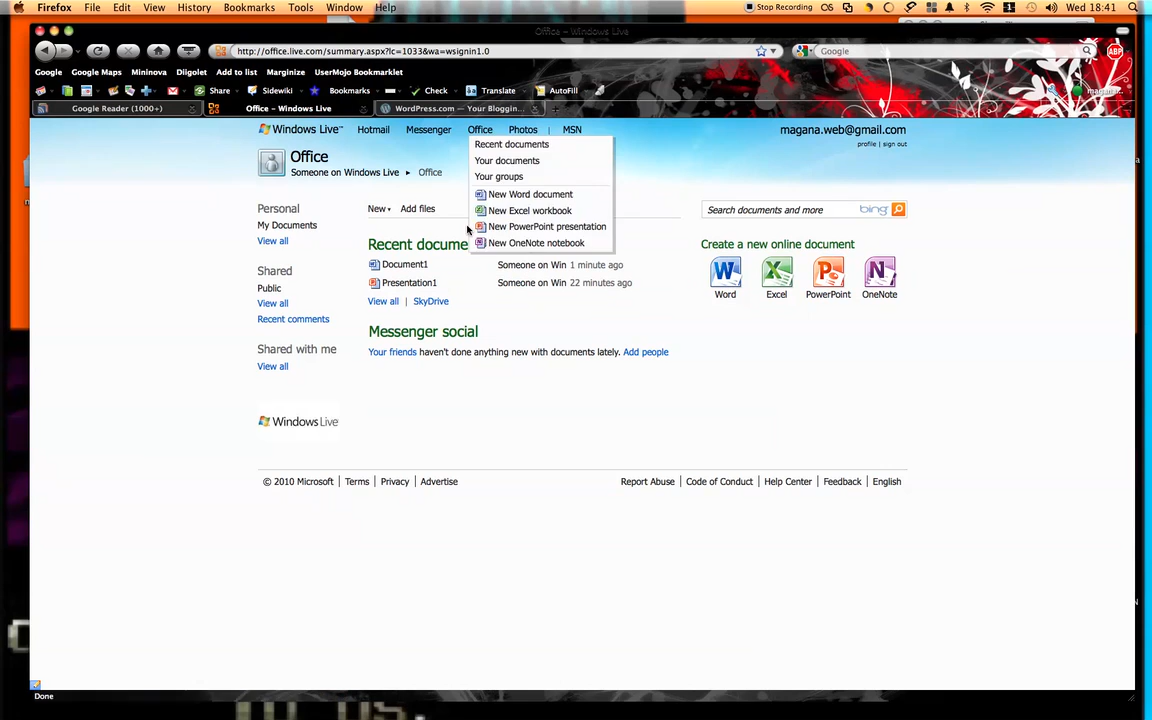 Firefox File Edit View History Bookmarks Tools Window Help Stop Recording Wed 18:41
Office – Windows Live
http://office.live.com/summary.aspx?lc=1033&wa=wsignin1.0 Google ABP
Google Google Maps Mininova Diigolet Add to list Marginize UserMojo Bookmarklet
Share Sidewiki Bookmarks Check Translate AutoFill
Google Reader (1000+) Office – Windows Live WordPress.com — Your Bloggin...
Windows Live™ Hotmail Messenger Office Photos | MSN magana.web@gmail.com
profile | sign out
Recent documents
Your documents
Your groups
New Word document
New Excel workbook
New PowerPoint presentation
New OneNote notebook
Office
Someone on Windows Live ▸ Office
Personal
My Documents
View all
Shared
Public
View all
Recent comments
Shared with me
View all
Windows Live
New Add files
Recent docume
Document1 Someone on Win 1 minute ago
Presentation1 Someone on Win 22 minutes ago
View all | SkyDrive
Messenger social
Your friends haven't done anything new with documents lately. Add people
Search documents and more bing
Create a new online document
Word Excel PowerPoint OneNote
© 2010 Microsoft | Terms | Privacy | Advertise Report Abuse | Code of Conduct | Help Center | Feedback | English
Done